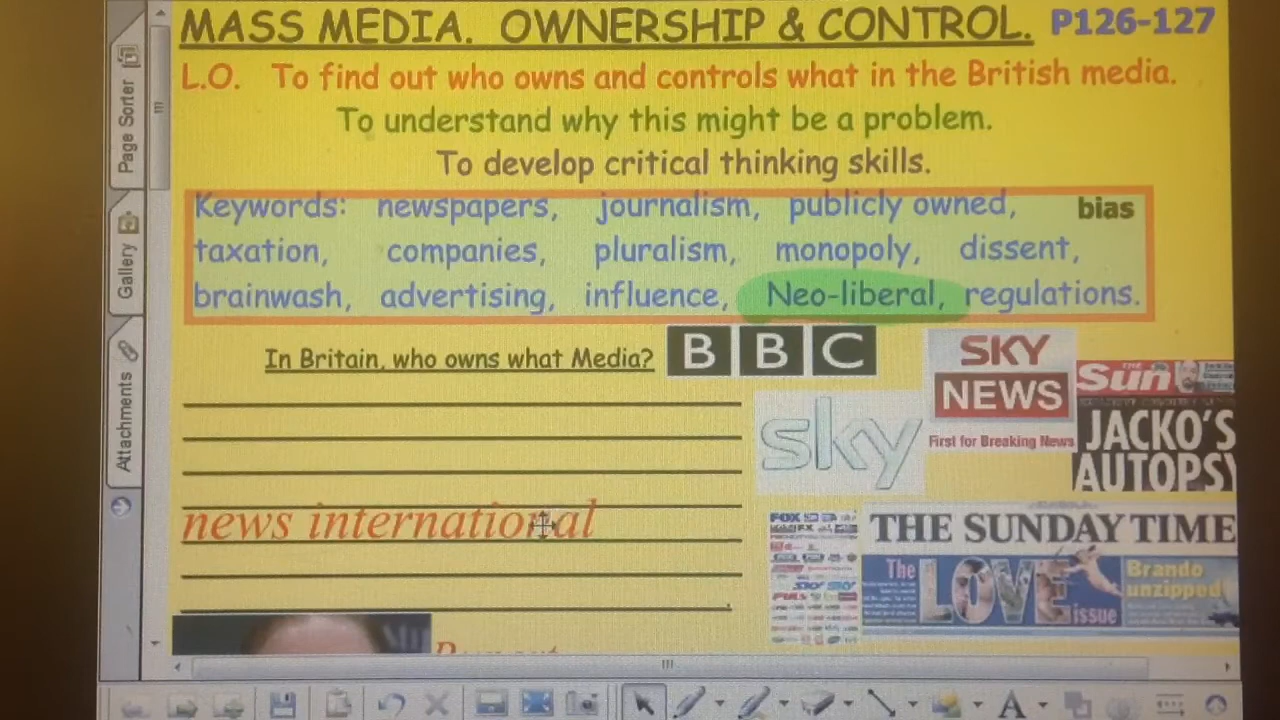 MASS MEDIA. OWNERSHIP & CONTROL. P126-127
L.O. To find out who owns and controls what in the British media.
To understand why this might be a problem.
To develop critical thinking skills.
Keywords: newspapers, journalism, publicly owned, bias
taxation, companies, pluralism, monopoly, dissent,
brainwash, advertising, influence, Neo-liberal, regulations.
In Britain, who owns what Media?
BBC
SKY
NEWS
First for Breaking News
sky
THE Sun
JACKO'S
AUTOPSY
news international
FOX
THE SUNDAY TIME
The LOVE issue
Brando
unzipped
Page Sorter
Gallery
Attachments
A